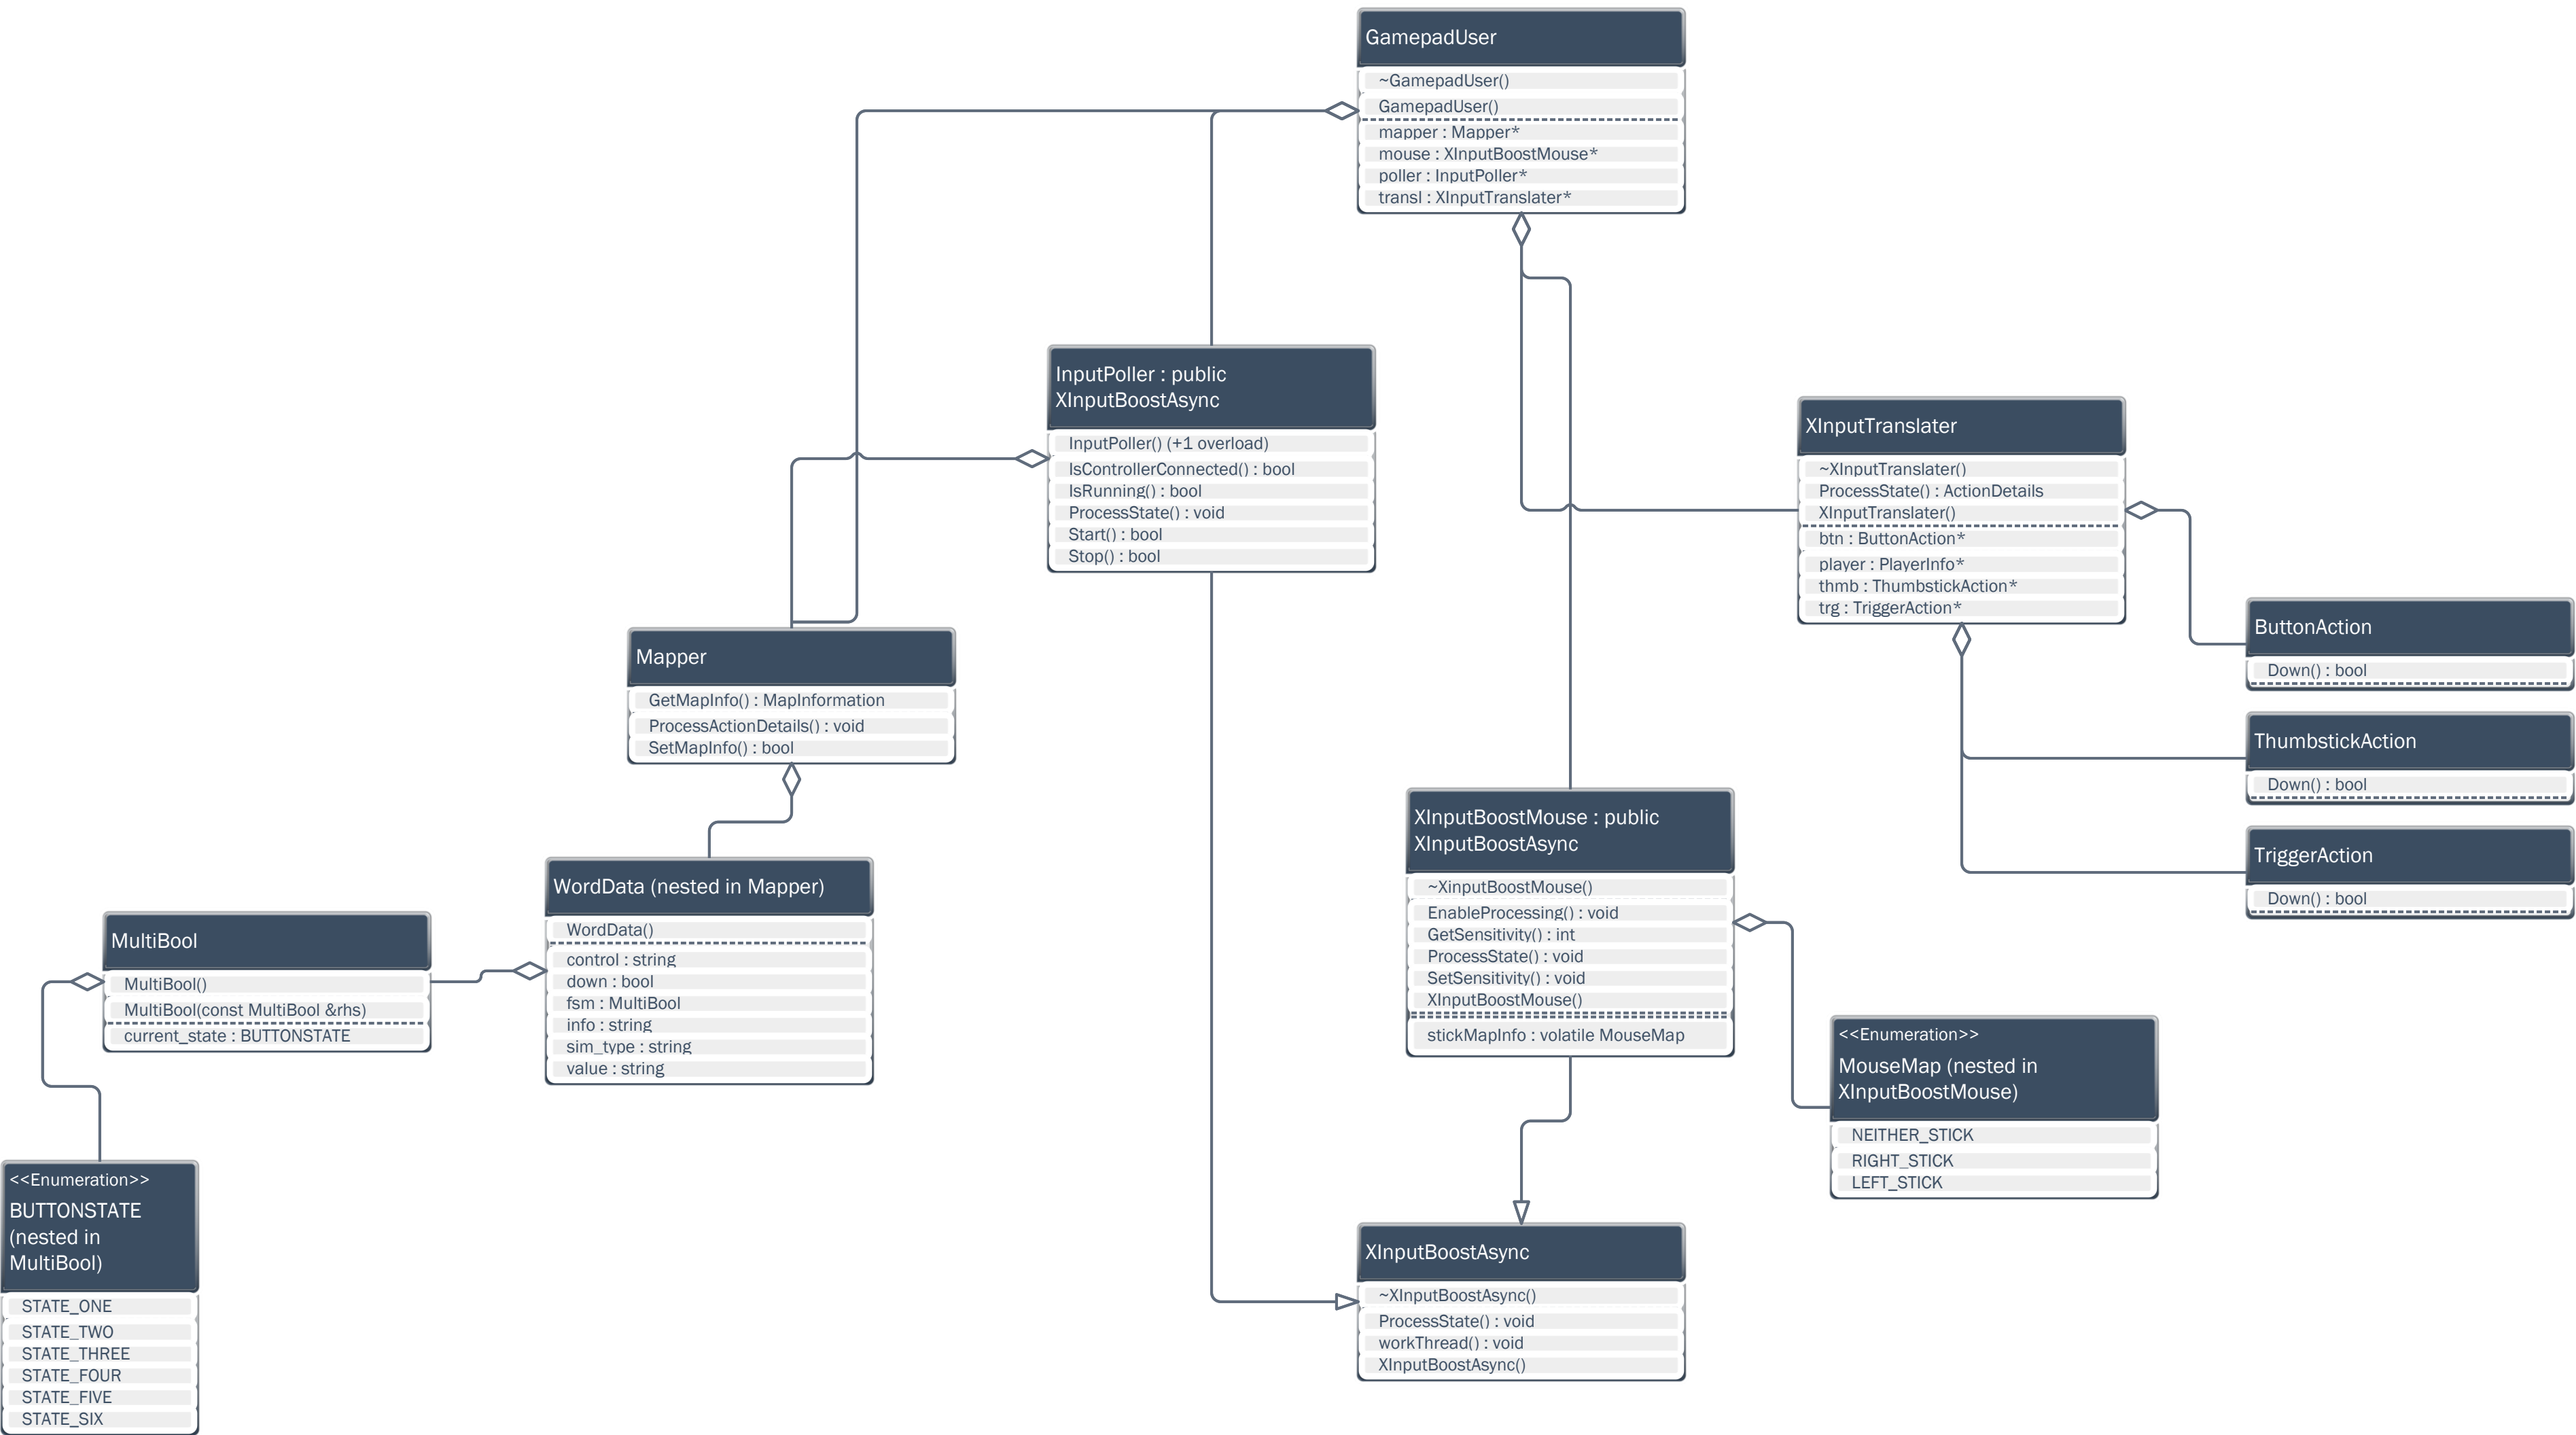 GamepadUser
~GamepadUser()
GamepadUser()
mapper : Mapper*
mouse : XInputBoostMouse*
poller : InputPoller*
transl : XInputTranslater*
InputPoller : public
XInputBoostAsync
InputPoller() (+1 overload)
IsControllerConnected() : bool
IsRunning() : bool
ProcessState() : void
Start() : bool
Stop() : bool
XInputTranslater
~XInputTranslater()
ProcessState() : ActionDetails
XInputTranslater()
btn : ButtonAction*
player : PlayerInfo*
thmb : ThumbstickAction*
trg : TriggerAction*
ButtonAction
Down() : bool
ThumbstickAction
Down() : bool
TriggerAction
Down() : bool
Mapper
GetMapInfo() : MapInformation
ProcessActionDetails() : void
SetMapInfo() : bool
XInputBoostMouse : public
XInputBoostAsync
~XinputBoostMouse()
EnableProcessing() : void
GetSensitivity() : int
ProcessState() : void
SetSensitivity() : void
XInputBoostMouse()
stickMapInfo : volatile MouseMap
WordData (nested in Mapper)
WordData()
control : string
down : bool
fsm : MultiBool
info : string
sim_type : string
value : string
MultiBool
MultiBool()
MultiBool(const MultiBool &rhs)
current_state : BUTTONSTATE
<<Enumeration>>
MouseMap (nested in
XInputBoostMouse)
NEITHER_STICK
RIGHT_STICK
LEFT_STICK
<<Enumeration>>
BUTTONSTATE
(nested in
MultiBool)
STATE_ONE
STATE_TWO
STATE_THREE
STATE_FOUR
STATE_FIVE
STATE_SIX
XInputBoostAsync
~XInputBoostAsync()
ProcessState() : void
workThread() : void
XInputBoostAsync()